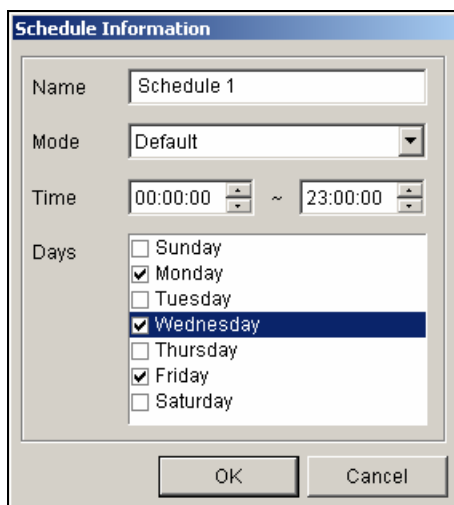 Schedule Information
Name Schedule 1
Mode Default
Time 00:00:00 ~ 23:00:00
Days
Sunday
Monday
Tuesday
Wednesday
Thursday
Friday
Saturday
OK Cancel